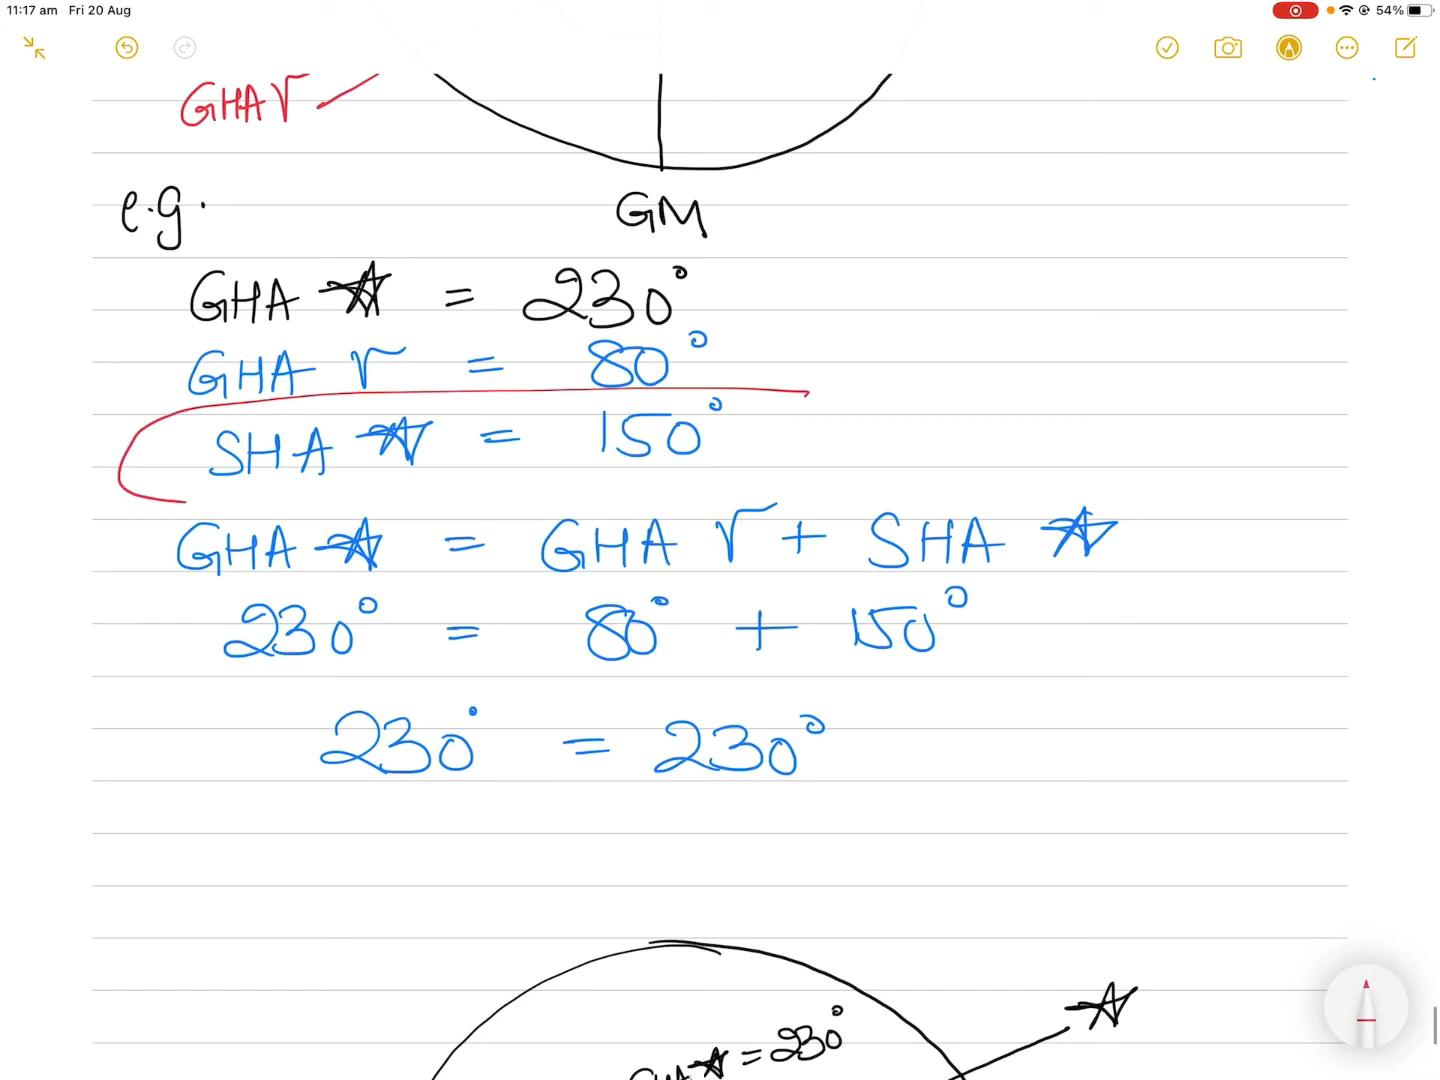 11:17 am Fri 20 Aug 54%
GHA ♈
e.g.
GM
GHA ☆ = 230°
GHA ♈ = 80°
SHA ☆ = 150°
GHA ☆ = GHA ♈ + SHA ☆
230° = 80° + 150°
230° = 230°
☆
GHA ☆ = 230°